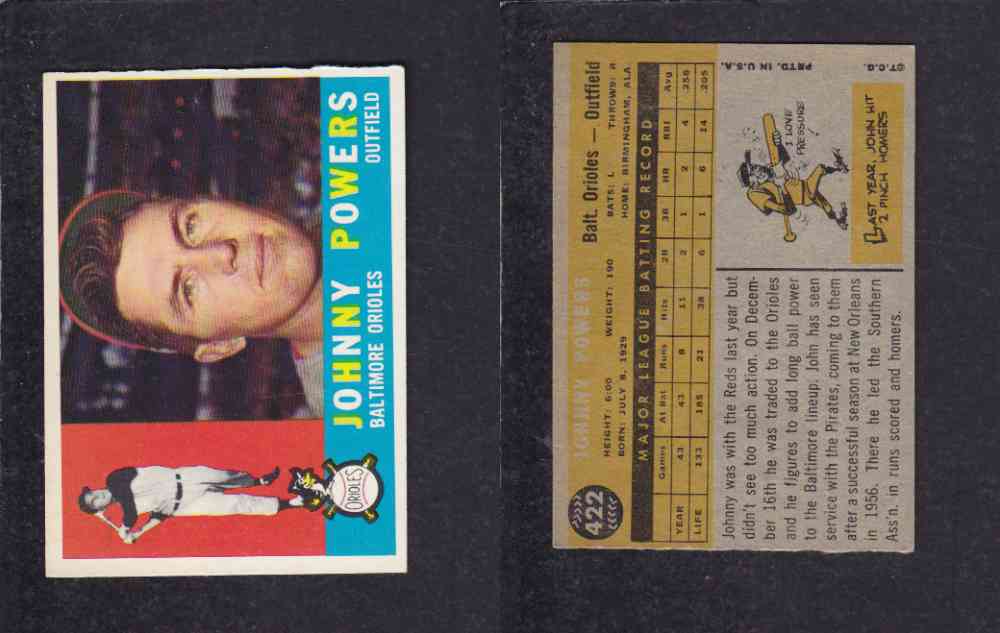 JOHNNY POWERS
BALTIMORE ORIOLES OUTFIELD
ORIOLES
422
JOHNNY POWERS
Balt. Orioles — Outfield
HEIGHT: 6:00 WEIGHT: 190 BATS: L THROWS: R
BORN: JULY 8, 1929 HOME: BIRMINGHAM, ALA.
MAJOR LEAGUE BATTING RECORD
Games At Bat Runs Hits 2B 3B HR RBI Avg
YEAR 43 43 8 11 2 1 2 4 .256
LIFE 133 185 21 38 6 1 6 14 .205
Johnny was with the Reds last year but
didn't see too much action. On Decem-
ber 16th he was traded to the Orioles
and he figures to add long ball power
to the Baltimore lineup. John has seen
service with the Pirates, coming to them
after a successful season at New Orleans
in 1956. There he led the Southern
Ass'n. in runs scored and homers.
I LOVE
PRESSURE!
LAST YEAR, JOHN HIT
2 PINCH HOMERS
©T.C.G. PRTD. IN U.S.A.